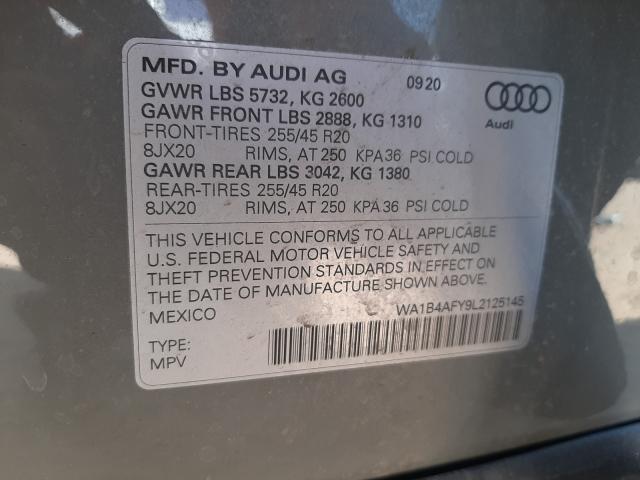 MFD. BY AUDI AG 0920
GVWR LBS 5732, KG 2600
GAWR FRONT LBS 2888, KG 1310
FRONT-TIRES 255/45 R20
8JX20 RIMS, AT 250 KPA36 PSI COLD
GAWR REAR LBS 3042, KG 1380
REAR-TIRES 255/45 R20
8JX20 RIMS, AT 250 KPA36 PSI COLD
Audi
THIS VEHICLE CONFORMS TO ALL APPLICABLE
U.S. FEDERAL MOTOR VEHICLE SAFETY AND
THEFT PREVENTION STANDARDS IN EFFECT ON
THE DATE OF MANUFACTURE SHOWN ABOVE.
MEXICO WA1B4AFY9L2125145
TYPE:
MPV